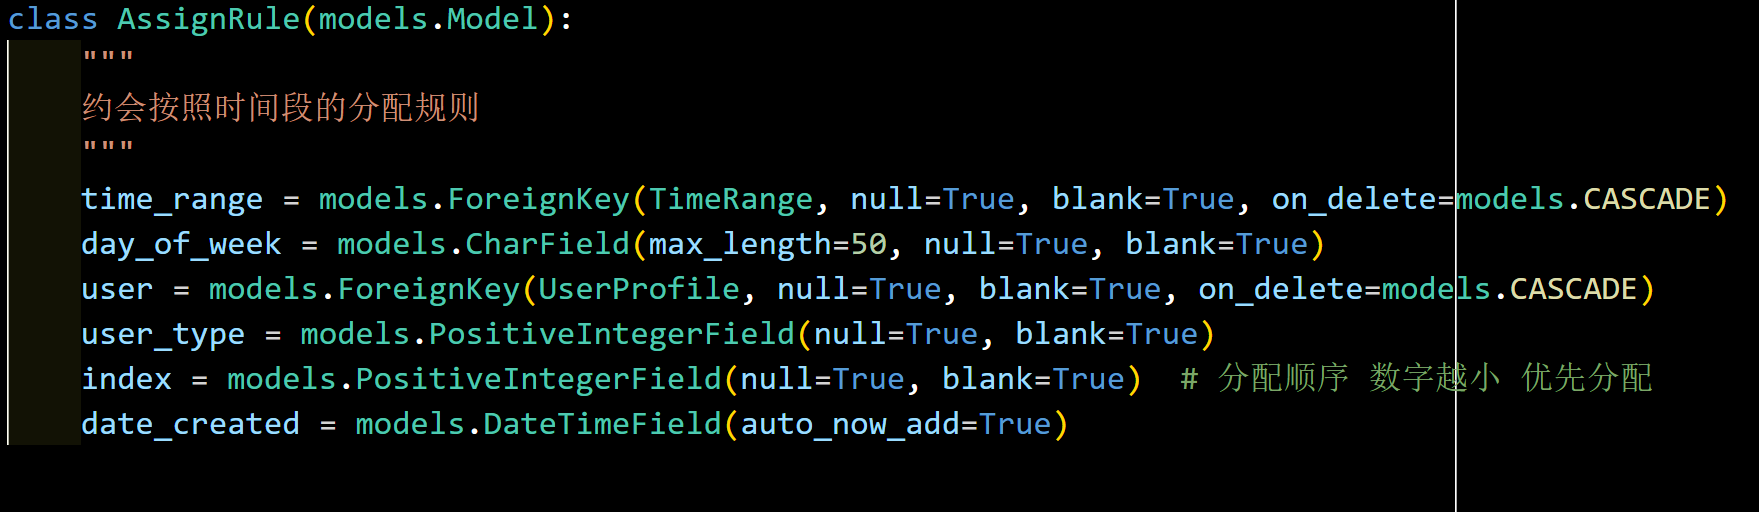 class AssignRule(models.Model):
    """
    约会按照时间段的分配规则
    """
    time_range = models.ForeignKey(TimeRange, null=True, blank=True, on_delete=models.CASCADE)
    day_of_week = models.CharField(max_length=50, null=True, blank=True)
    user = models.ForeignKey(UserProfile, null=True, blank=True, on_delete=models.CASCADE)
    user_type = models.PositiveIntegerField(null=True, blank=True)
    index = models.PositiveIntegerField(null=True, blank=True)  # 分配顺序 数字越小 优先分配
    date_created = models.DateTimeField(auto_now_add=True)